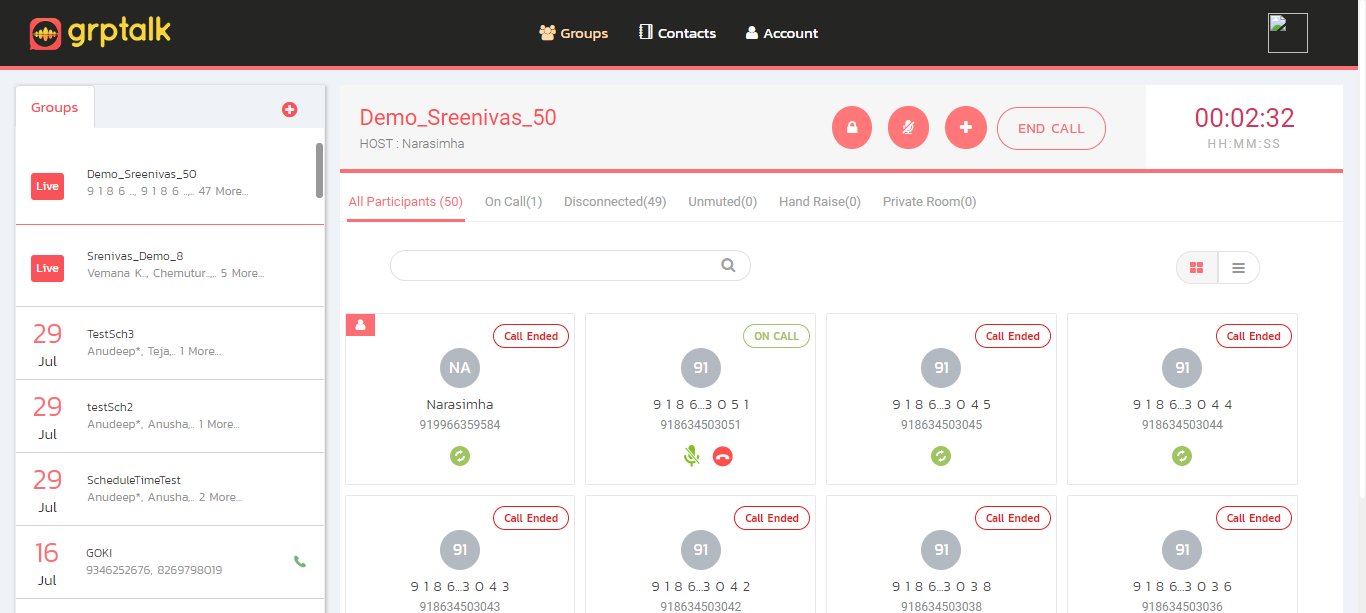 grptalk
Groups
Contacts
Account
Groups
Live
Demo_Sreenivas_50
9 1 8 6 .., 9 1 8 6 ..,.. 47 More...
Live
Srenivas_Demo_8
Vemana K.., Chemutur..,.. 5 More...
29
Jul
TestSch3
Anudeep*, Teja,.. 1 More...
29
Jul
testSch2
Anudeep*, Anusha,.. 1 More...
29
Jul
ScheduleTimeTest
Anudeep*, Anusha,.. 2 More...
16
Jul
GOKI
9346252676, 8269798019
Demo_Sreenivas_50
HOST : Narasimha
END CALL
00:02:32
HH:MM:SS
All Participants (50)
On Call(1)
Disconnected(49)
Unmuted(0)
Hand Raise(0)
Private Room(0)
Call Ended
NA
Narasimha
919966359584
ON CALL
91
9 1 8 6...3 0 5 1
918634503051
Call Ended
91
9 1 8 6...3 0 4 5
918634503045
Call Ended
91
9 1 8 6...3 0 4 4
918634503044
Call Ended
91
9 1 8 6...3 0 4 3
918634503043
Call Ended
91
9 1 8 6...3 0 4 2
918634503042
Call Ended
91
9 1 8 6...3 0 3 8
918634503038
Call Ended
91
9 1 8 6...3 0 3 6
918634503036